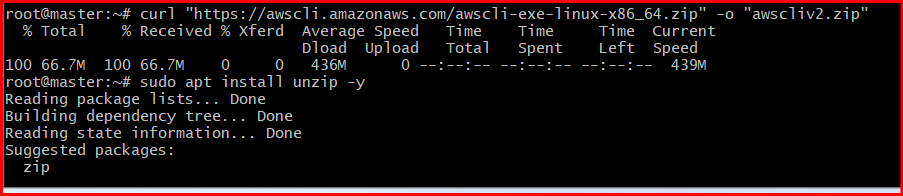 root@master:~# curl "https://awscli.amazonaws.com/awscli-exe-linux-x86_64.zip" -o "awscliv2.zip"
  % Total    % Received % Xferd  Average Speed   Time    Time     Time  Current
                                 Dload  Upload   Total   Spent    Left  Speed
100 66.7M  100 66.7M    0     0   436M      0 --:--:-- --:--:-- --:--:--  439M
root@master:~# sudo apt install unzip -y
Reading package lists... Done
Building dependency tree... Done
Reading state information... Done
Suggested packages:
  zip